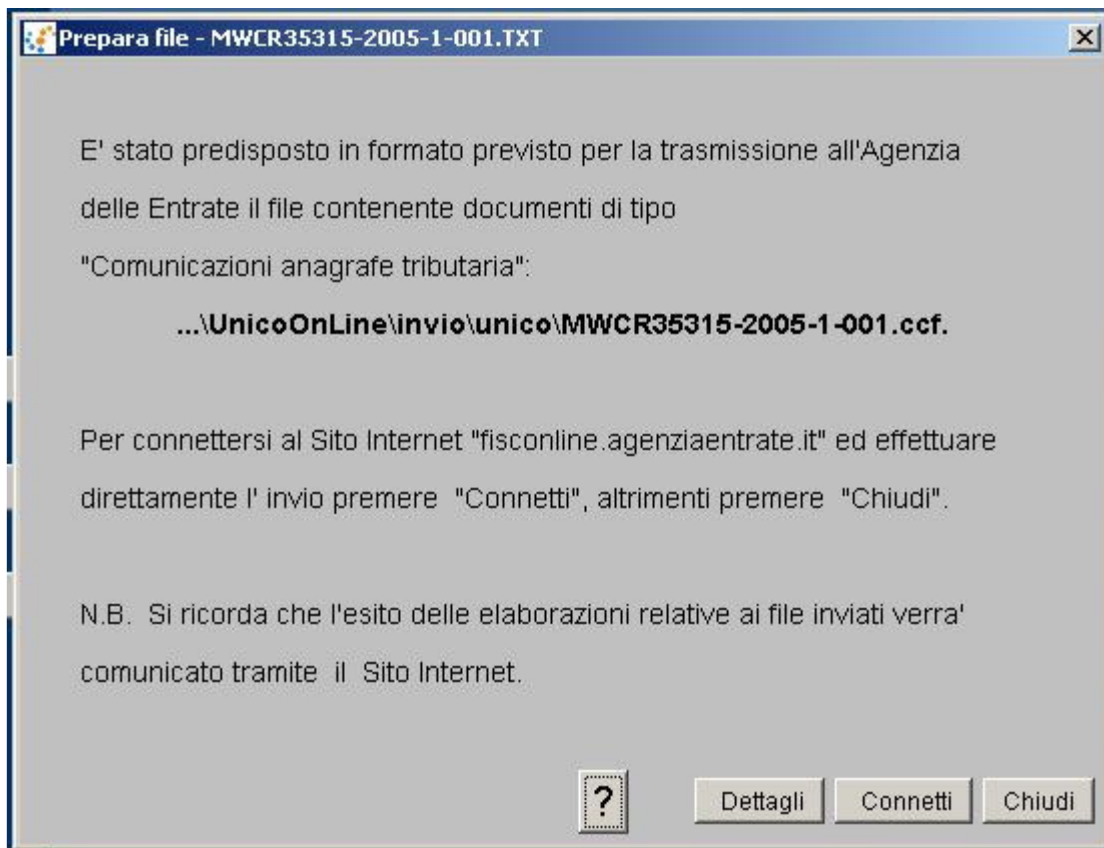 Prepara file - MWCR35315-2005-1-001.TXT
E' stato predisposto in formato previsto per la trasmissione all'Agenzia
delle Entrate il file contenente documenti di tipo
"Comunicazioni anagrafe tributaria":
...\UnicoOnLine\invio\unico\MWCR35315-2005-1-001.ccf.
Per connettersi al Sito Internet "fisconline.agenziaentrate.it" ed effettuare
direttamente l' invio premere "Connetti", altrimenti premere "Chiudi".
N.B. Si ricorda che l'esito delle elaborazioni relative ai file inviati verra'
comunicato tramite il Sito Internet.
? Dettagli Connetti Chiudi